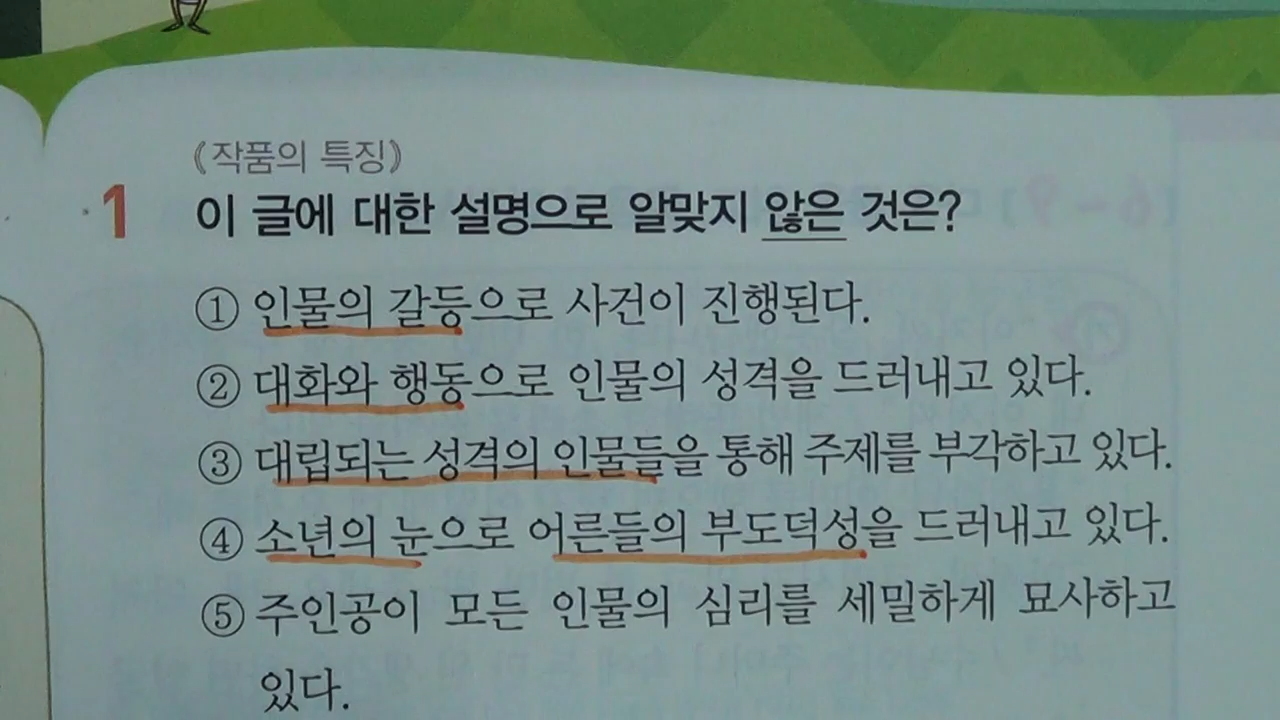 《작품의 특징》
1 이 글에 대한 설명으로 알맞지 않은 것은?
① 인물의 갈등으로 사건이 진행된다.
② 대화와 행동으로 인물의 성격을 드러내고 있다.
③ 대립되는 성격의 인물들을 통해 주제를 부각하고 있다.
④ 소년의 눈으로 어른들의 부도덕성을 드러내고 있다.
⑤ 주인공이 모든 인물의 심리를 세밀하게 묘사하고
있다.